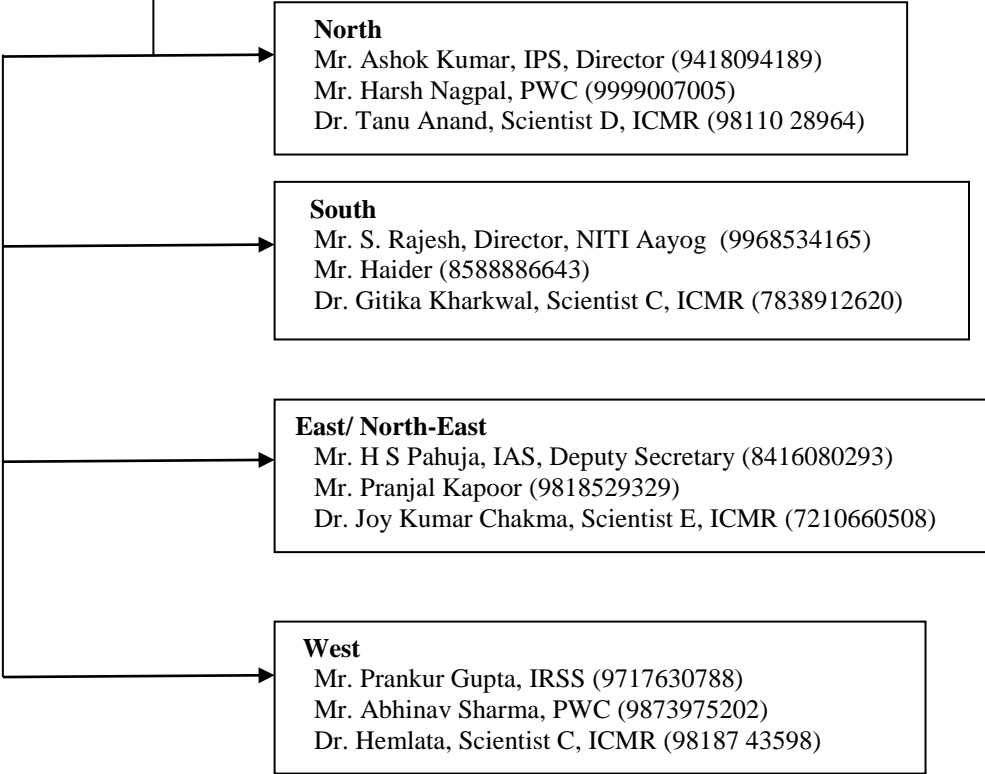 North
Mr. Ashok Kumar, IPS, Director (9418094189)
Mr. Harsh Nagpal, PWC (9999007005)
Dr. Tanu Anand, Scientist D, ICMR (98110 28964)
South
Mr. S. Rajesh, Director, NITI Aayog (9968534165)
Mr. Haider (8588886643)
Dr. Gitika Kharkwal, Scientist C, ICMR (7838912620)
East/ North-East
Mr. H S Pahuja, IAS, Deputy Secretary (8416080293)
Mr. Pranjal Kapoor (9818529329)
Dr. Joy Kumar Chakma, Scientist E, ICMR (7210660508)
West
Mr. Prankur Gupta, IRSS (9717630788)
Mr. Abhinav Sharma, PWC (9873975202)
Dr. Hemlata, Scientist C, ICMR (98187 43598)